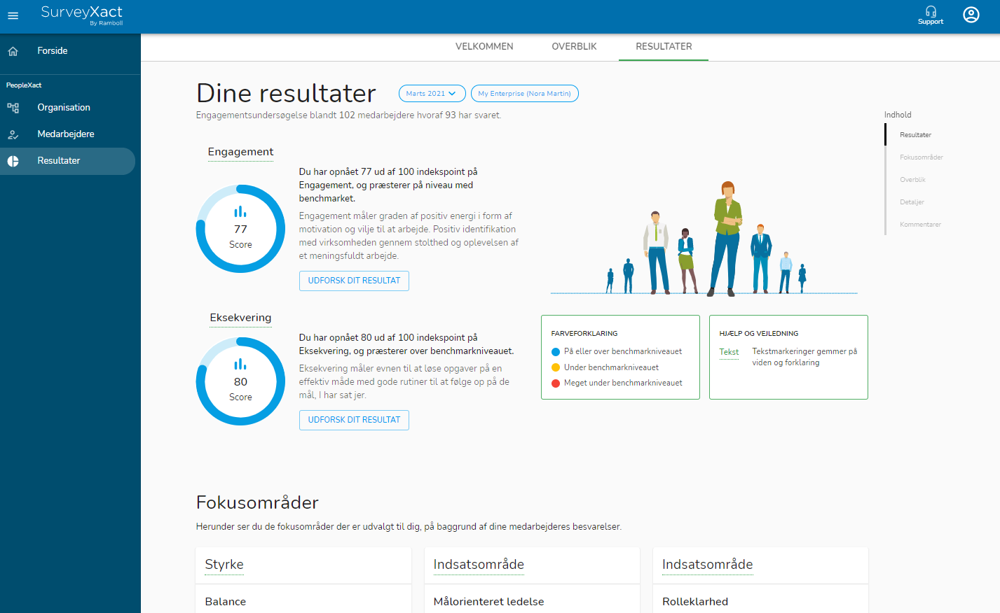 SurveyXact
By Ramboll
Support
Forside
PeopleXact
Organisation
Medarbejdere
Resultater
VELKOMMEN
OVERBLIK
RESULTATER
Dine resultater
Marts 2021
My Enterprise (Nora Martin)
Engagementsundersøgelse blandt 102 medarbejdere hvoraf 93 har svaret.
Indhold
Resultater
Fokusområder
Overblik
Detaljer
Kommentarer
Engagement
77
Score
Du har opnået 77 ud af 100 indekspoint på
Engagement, og præsterer på niveau med
benchmarket.
Engagement måler graden af positiv energi i form af
motivation og vilje til at arbejde. Positiv identifikation
med virksomheden gennem stolthed og oplevelsen af
et meningsfuldt arbejde.
UDFORSK DIT RESULTAT
Eksekvering
80
Score
Du har opnået 80 ud af 100 indekspoint på
Eksekvering, og præsterer over benchmarkniveauet.
Eksekvering måler evnen til at løse opgaver på en
effektiv måde med gode rutiner til at følge op på de
mål, I har sat jer.
UDFORSK DIT RESULTAT
FARVEFORKLARING
På eller over benchmarkniveauet
Under benchmarkniveauet
Meget under benchmarkniveauet
HJÆLP OG VEJLEDNING
Tekst
Tekstmarkeringer gemmer på
viden og forklaring
Fokusområder
Herunder ser du de fokusområder der er udvalgt til dig, på baggrund af dine medarbejderes besvarelser.
Styrke
Balance
Indsatsområde
Målorienteret ledelse
Indsatsområde
Rolleklarhed